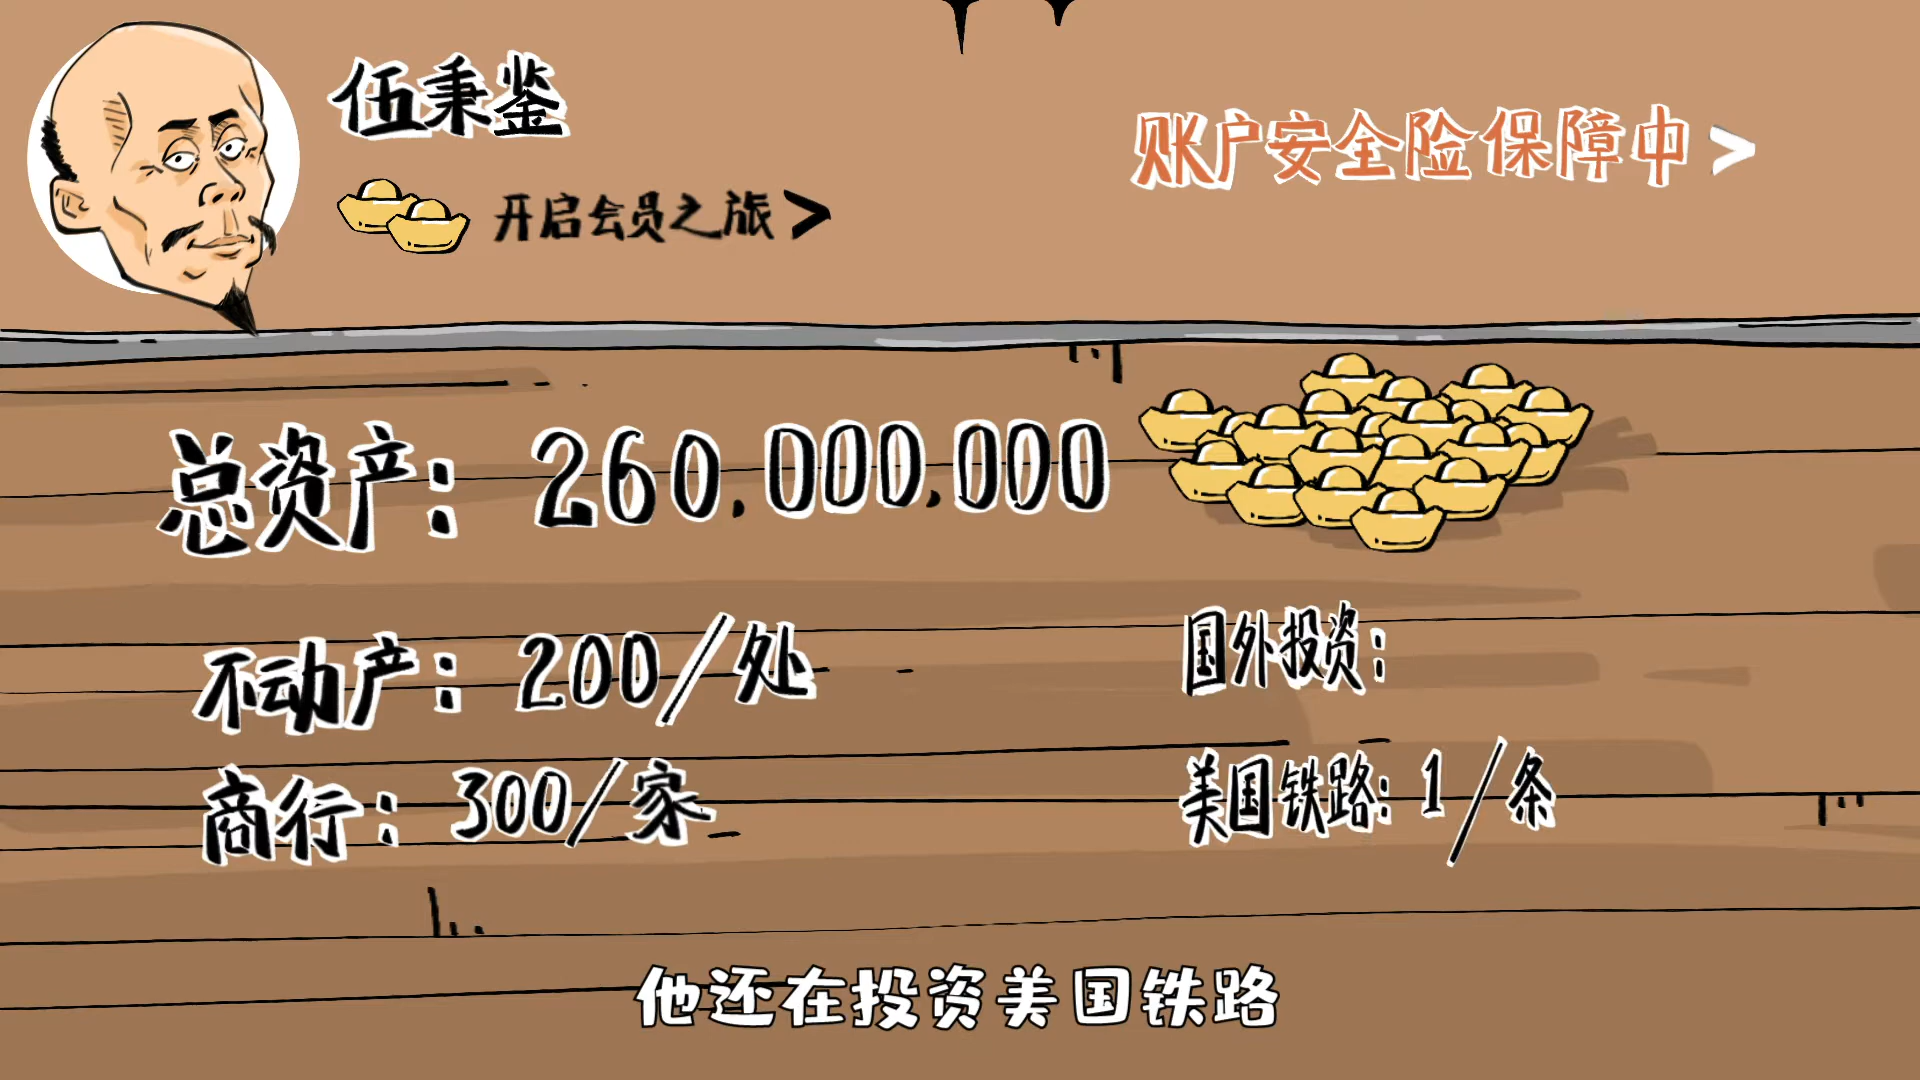 伍秉鉴
开启会员之旅>
账户安全险保障中>
总资产：260.000.000
不动产：200/处
国外投资：
商行：300/家
美国铁路：1/条
他还在投资美国铁路